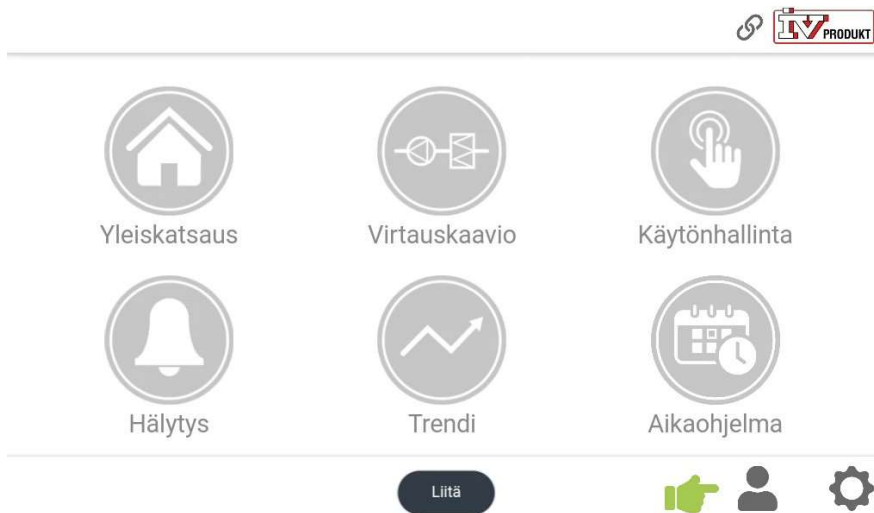 IV PRODUKT
Yleiskatsaus
Virtauskaavio
Käytönhallinta
Hälytys
Trendi
Aikaohjelma
Liitä